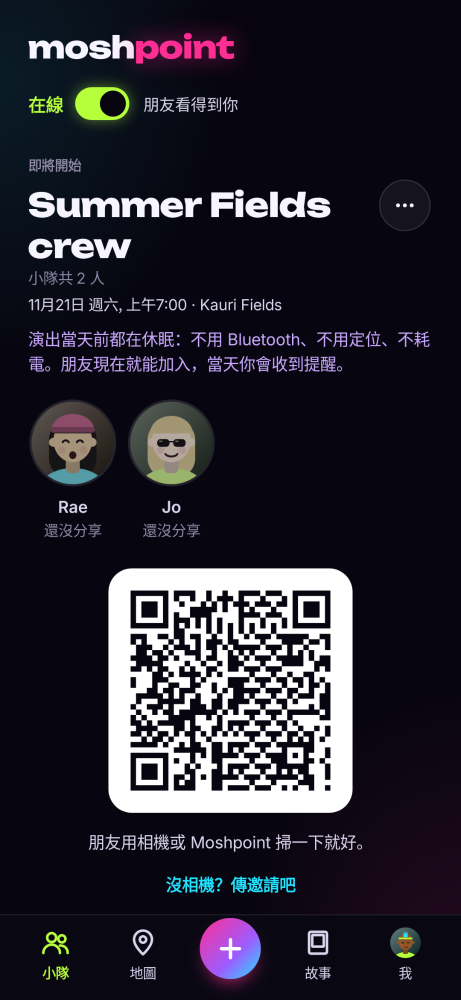 moshpoint
在線 朋友看得到你
即將開始
Summer Fields
crew
小隊共 2 人
11月21日 週六, 上午7:00 · Kauri Fields
演出當天前都在休眠：不用 Bluetooth、不用定位、不耗
電。朋友現在就能加入，當天你會收到提醒。
Rae Jo
還沒分享 還沒分享
朋友用相機或 Moshpoint 掃一下就好。
沒相機？傳邀請吧
小隊 地圖 故事 我